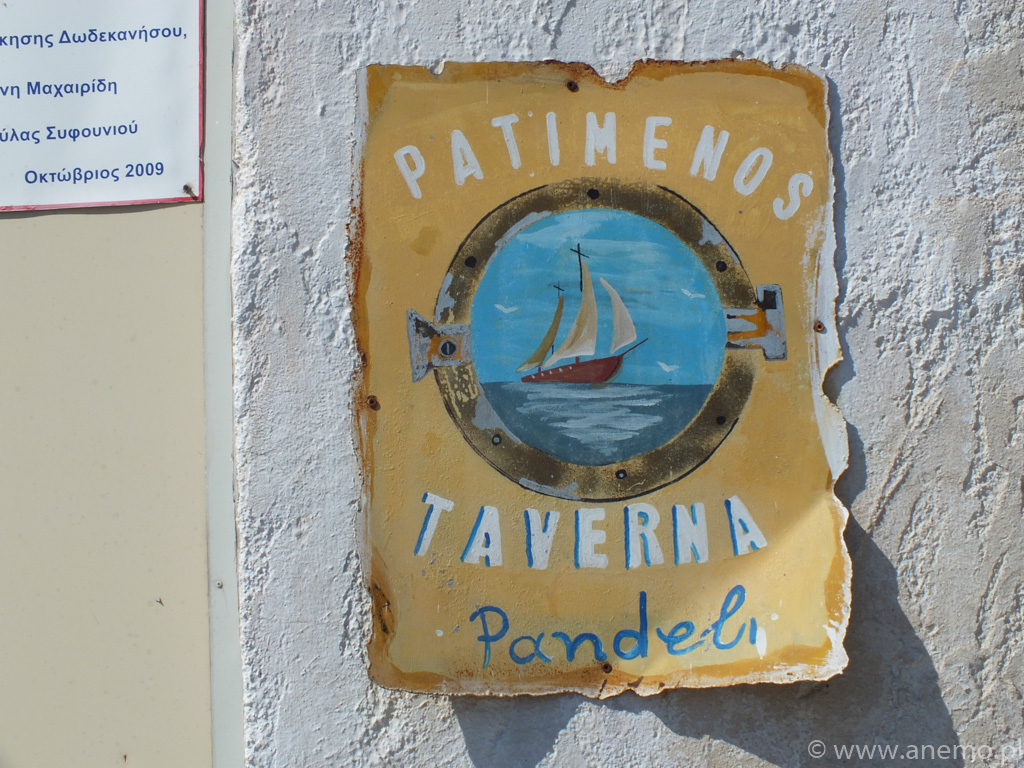 κησης Δωδεκανήσου,
νη Μαχαιρίδη
ύλας Συφουνιού
Οκτώβριος 2009
PATIMENOS
TAVERNA
Pandeli
© www.anemo.pl